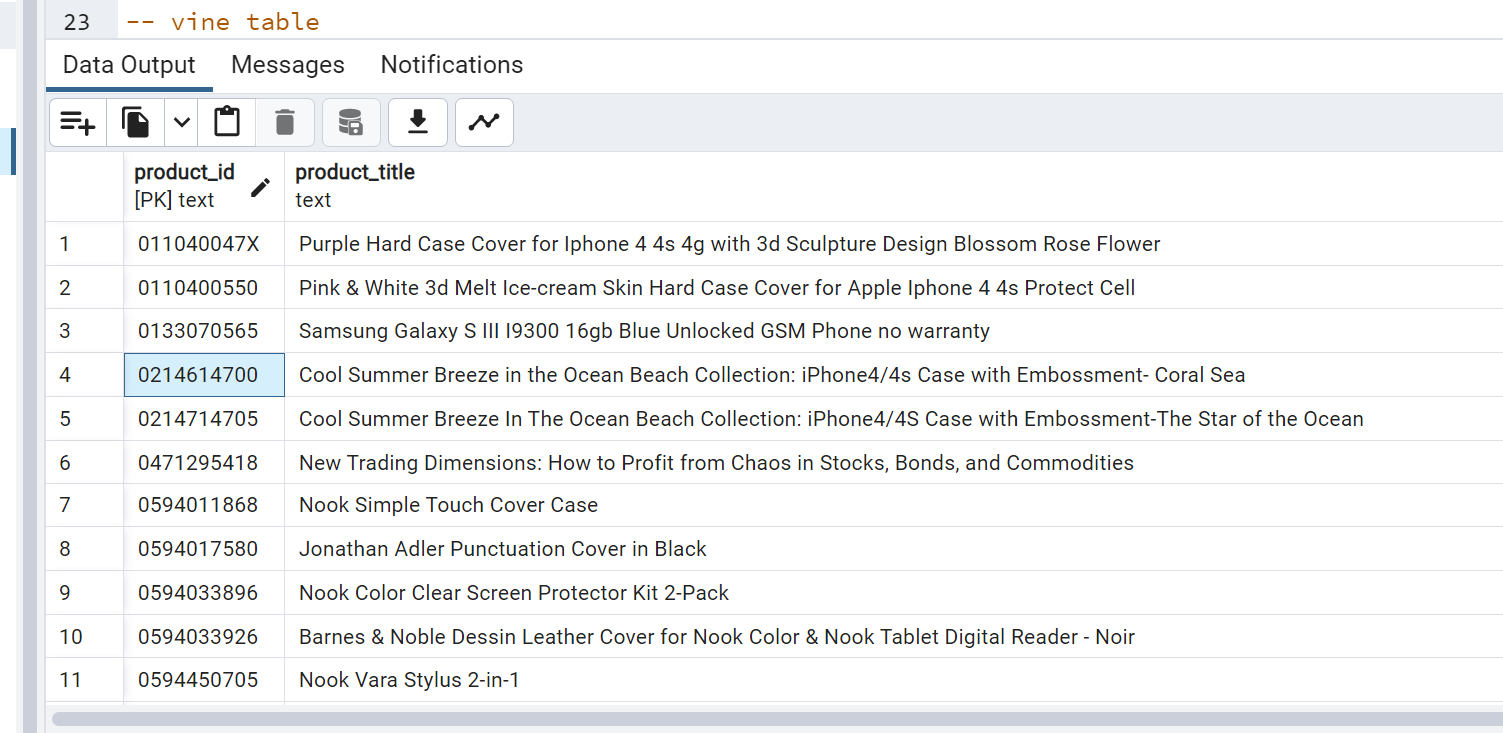 23 -- vine table
Data Output Messages Notifications
product_id product_title
[PK] text text
1 011040047X Purple Hard Case Cover for Iphone 4 4s 4g with 3d Sculpture Design Blossom Rose Flower
2 0110400550 Pink & White 3d Melt Ice-cream Skin Hard Case Cover for Apple Iphone 4 4s Protect Cell
3 0133070565 Samsung Galaxy S III I9300 16gb Blue Unlocked GSM Phone no warranty
4 0214614700 Cool Summer Breeze in the Ocean Beach Collection: iPhone4/4s Case with Embossment- Coral Sea
5 0214714705 Cool Summer Breeze In The Ocean Beach Collection: iPhone4/4S Case with Embossment-The Star of the Ocean
6 0471295418 New Trading Dimensions: How to Profit from Chaos in Stocks, Bonds, and Commodities
7 0594011868 Nook Simple Touch Cover Case
8 0594017580 Jonathan Adler Punctuation Cover in Black
9 0594033896 Nook Color Clear Screen Protector Kit 2-Pack
10 0594033926 Barnes & Noble Dessin Leather Cover for Nook Color & Nook Tablet Digital Reader - Noir
11 0594450705 Nook Vara Stylus 2-in-1